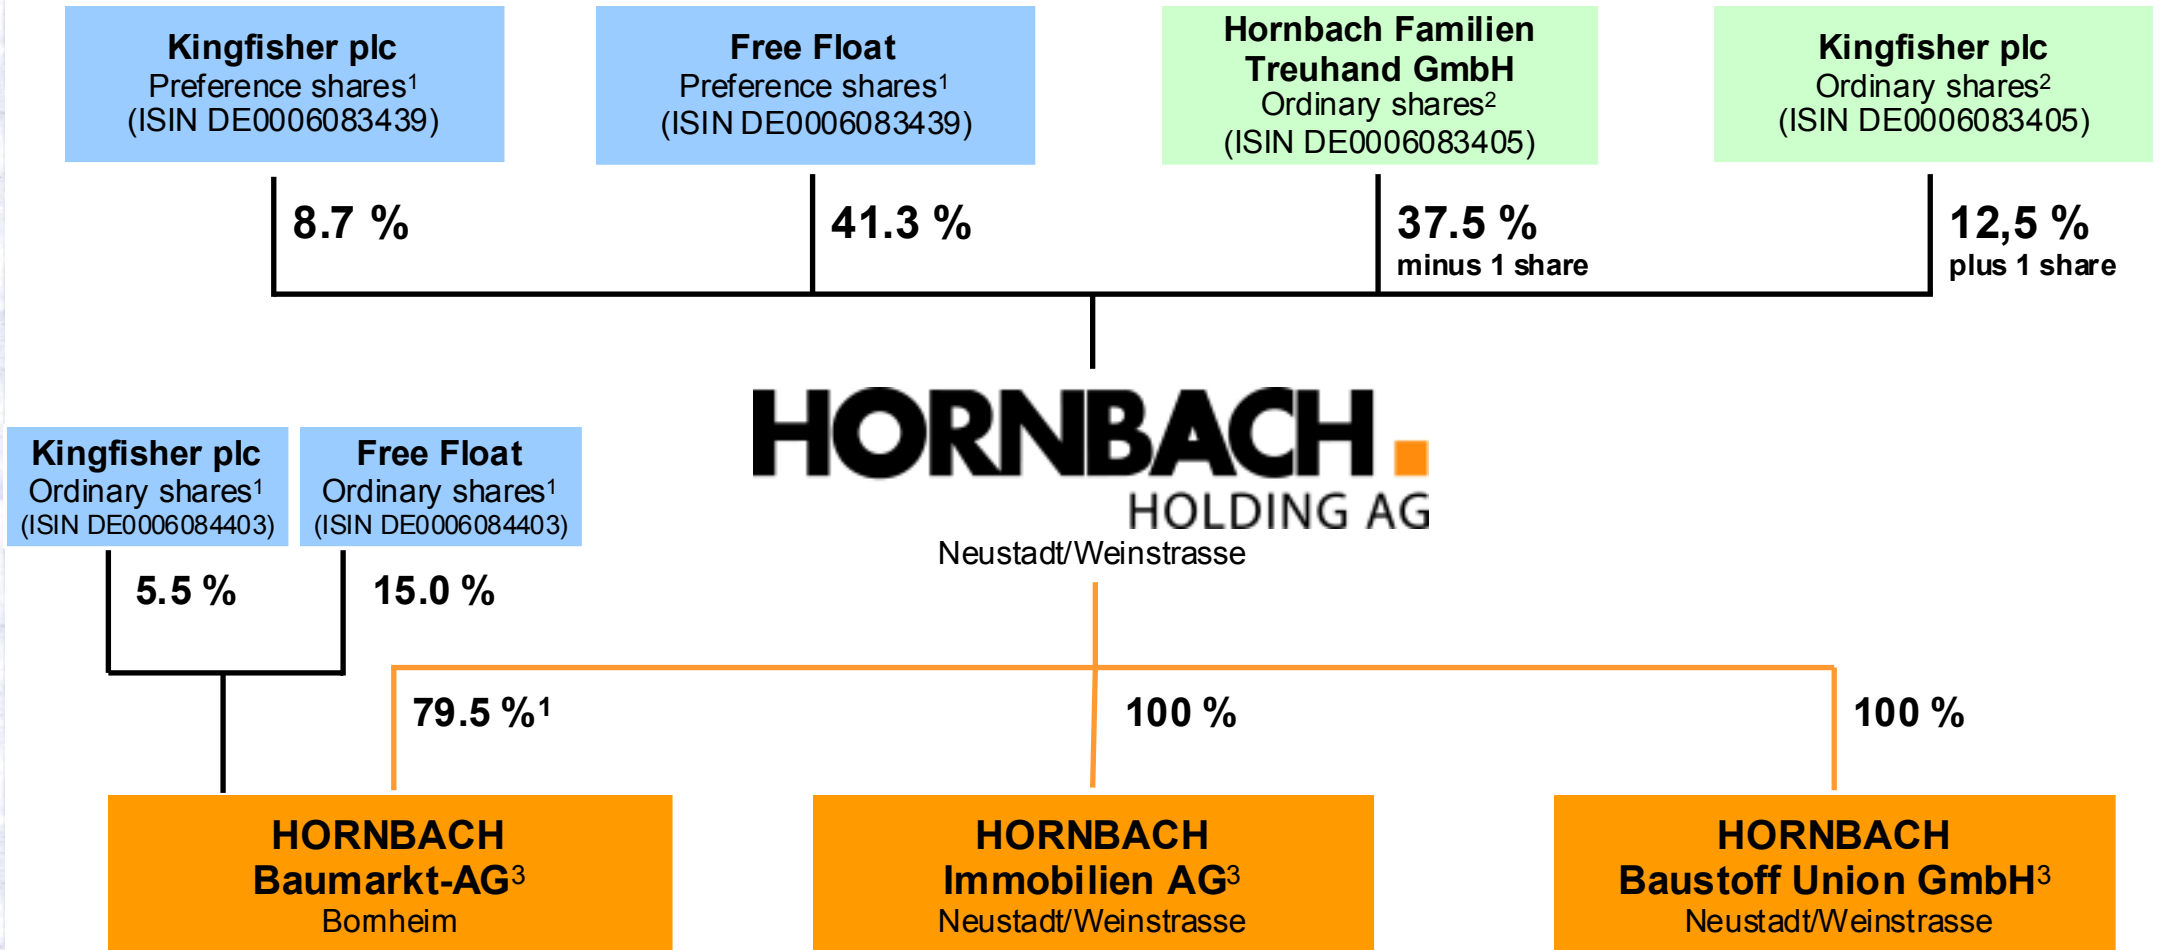 Kingfisher plc
Preference shares¹
(ISIN DE0006083439)
Free Float
Preference shares¹
(ISIN DE0006083439)
Hornbach Familien
Treuhand GmbH
Ordinary shares²
(ISIN DE0006083405)
Kingfisher plc
Ordinary shares²
(ISIN DE0006083405)
8.7 %
41.3 %
37.5 %
minus 1 share
12,5 %
plus 1 share
HORNBACH
HOLDING AG
Neustadt/Weinstrasse
Kingfisher plc
Ordinary shares¹
(ISIN DE0006084403)
Free Float
Ordinary shares¹
(ISIN DE0006084403)
5.5 %
15.0 %
79.5 %¹
100 %
100 %
HORNBACH
Baumarkt-AG³
Bornheim
HORNBACH
Immobilien AG³
Neustadt/Weinstrasse
HORNBACH
Baustoff Union GmbH³
Neustadt/Weinstrasse